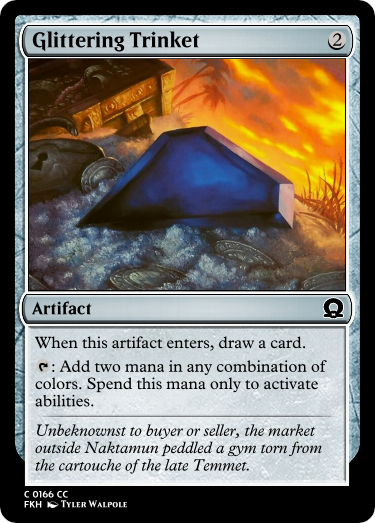 Glittering Trinket 2
Artifact
When this artifact enters, draw a card.
: Add two mana in any combination of
colors. Spend this mana only to activate
abilities.
Unbeknownst to buyer or seller, the market
outside Naktamun peddled a gym torn from
the cartouche of the late Temmet.
C 0166 CC
FKH Tyler Walpole